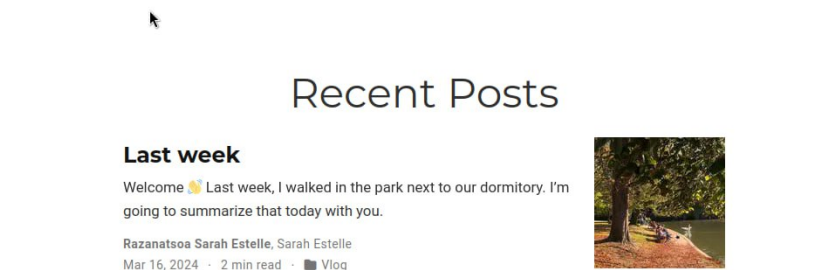 Recent Posts
Last week
Welcome 👋 Last week, I walked in the park next to our dormitory. I’m
going to summarize that today with you.
Razanatsoa Sarah Estelle, Sarah Estelle
Mar 16, 2024 · 2 min read · Vlog